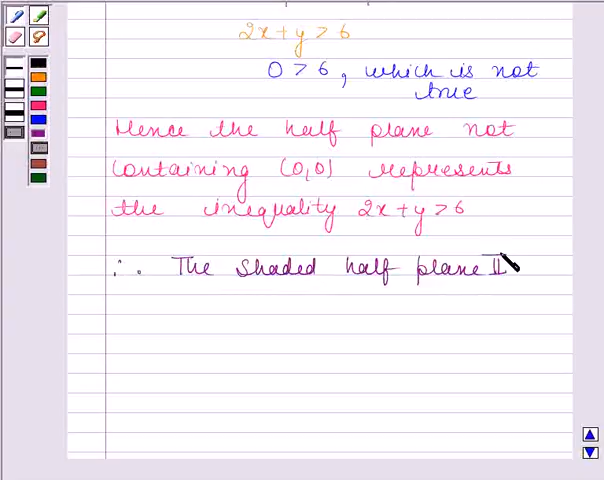 2x+y > 6
0 > 6, which is not
true
Hence the half plane not
containing (0,0) represents
the inequality 2x+y>6
∴ The shaded half plane II